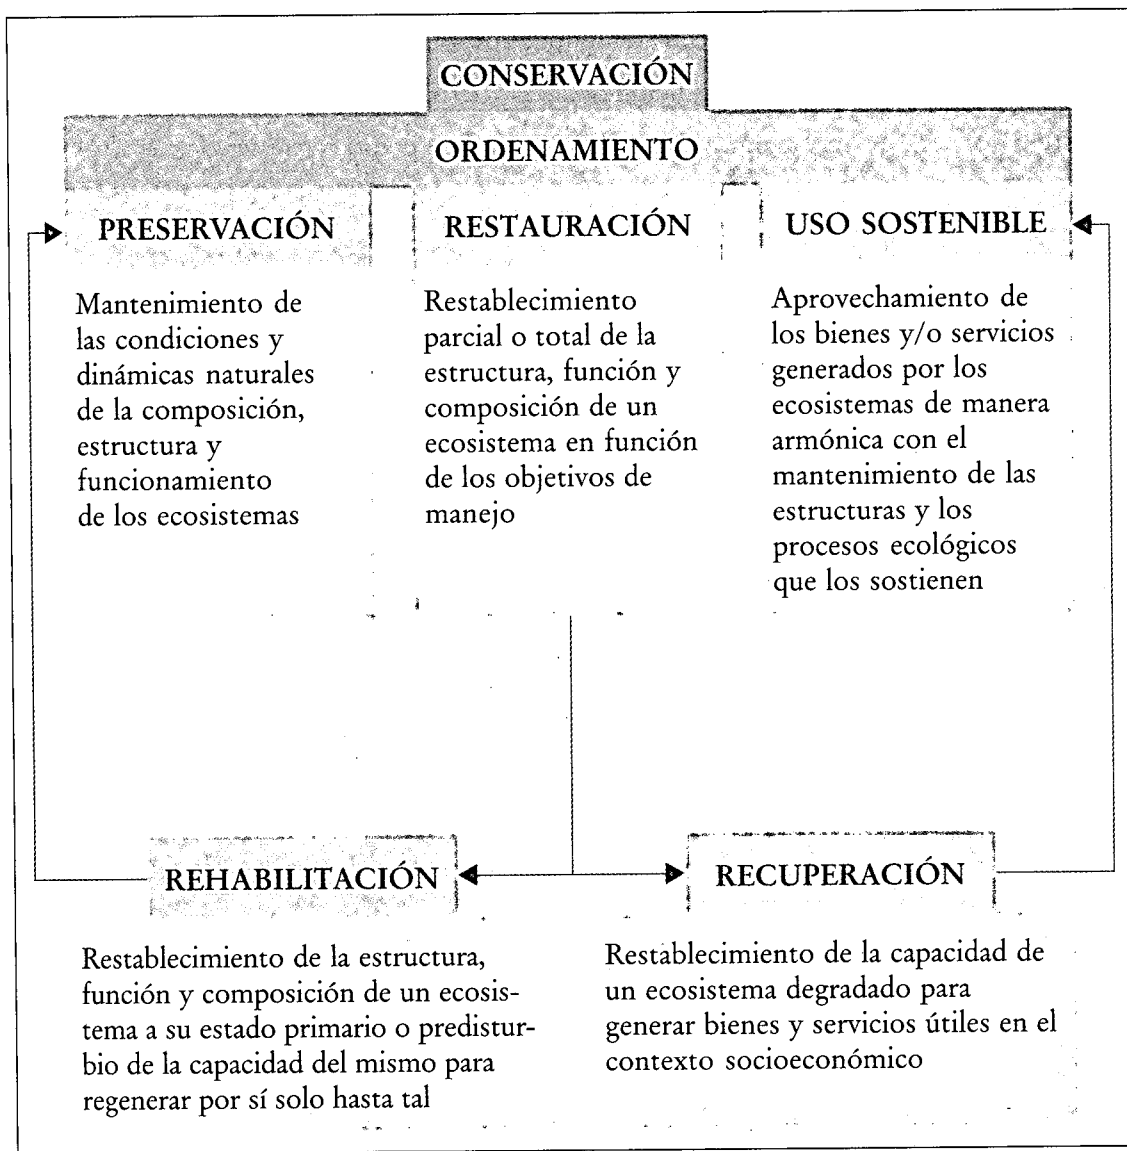 CONSERVACIÓN
ORDENAMIENTO
PRESERVACIÓN
Mantenimiento de
las condiciones y
dinámicas naturales
de la composición,
estructura y
funcionamiento
de los ecosistemas
RESTAURACIÓN
Restablecimiento
parcial o total de la
estructura, función y
composición de un
ecosistema en función
de los objetivos de
manejo
USO SOSTENIBLE
Aprovechamiento de
los bienes y/o servicios
generados por los
ecosistemas de manera
armónica con el
mantenimiento de las
estructuras y los
procesos ecológicos
que los sostienen
REHABILITACIÓN
Restablecimiento de la estructura,
función y composición de un ecosis-
tema a su estado primario o predistur-
bio de la capacidad del mismo para
regenerar por sí solo hasta tal
RECUPERACIÓN
Restablecimiento de la capacidad de
un ecosistema degradado para
generar bienes y servicios útiles en el
contexto socioeconómico